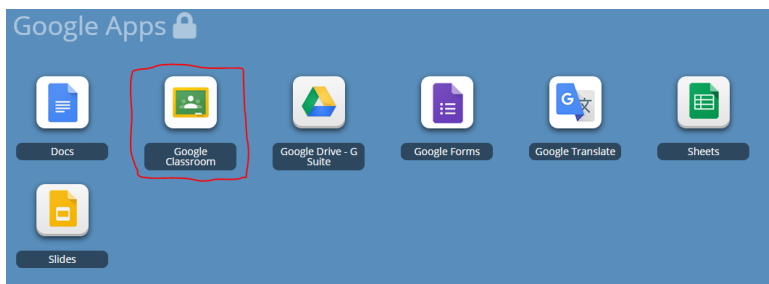 Google Apps
G
Docs
Google
Classroom
Google Drive - G
Suite
Google Forms
Google Translate
Sheets
Slides